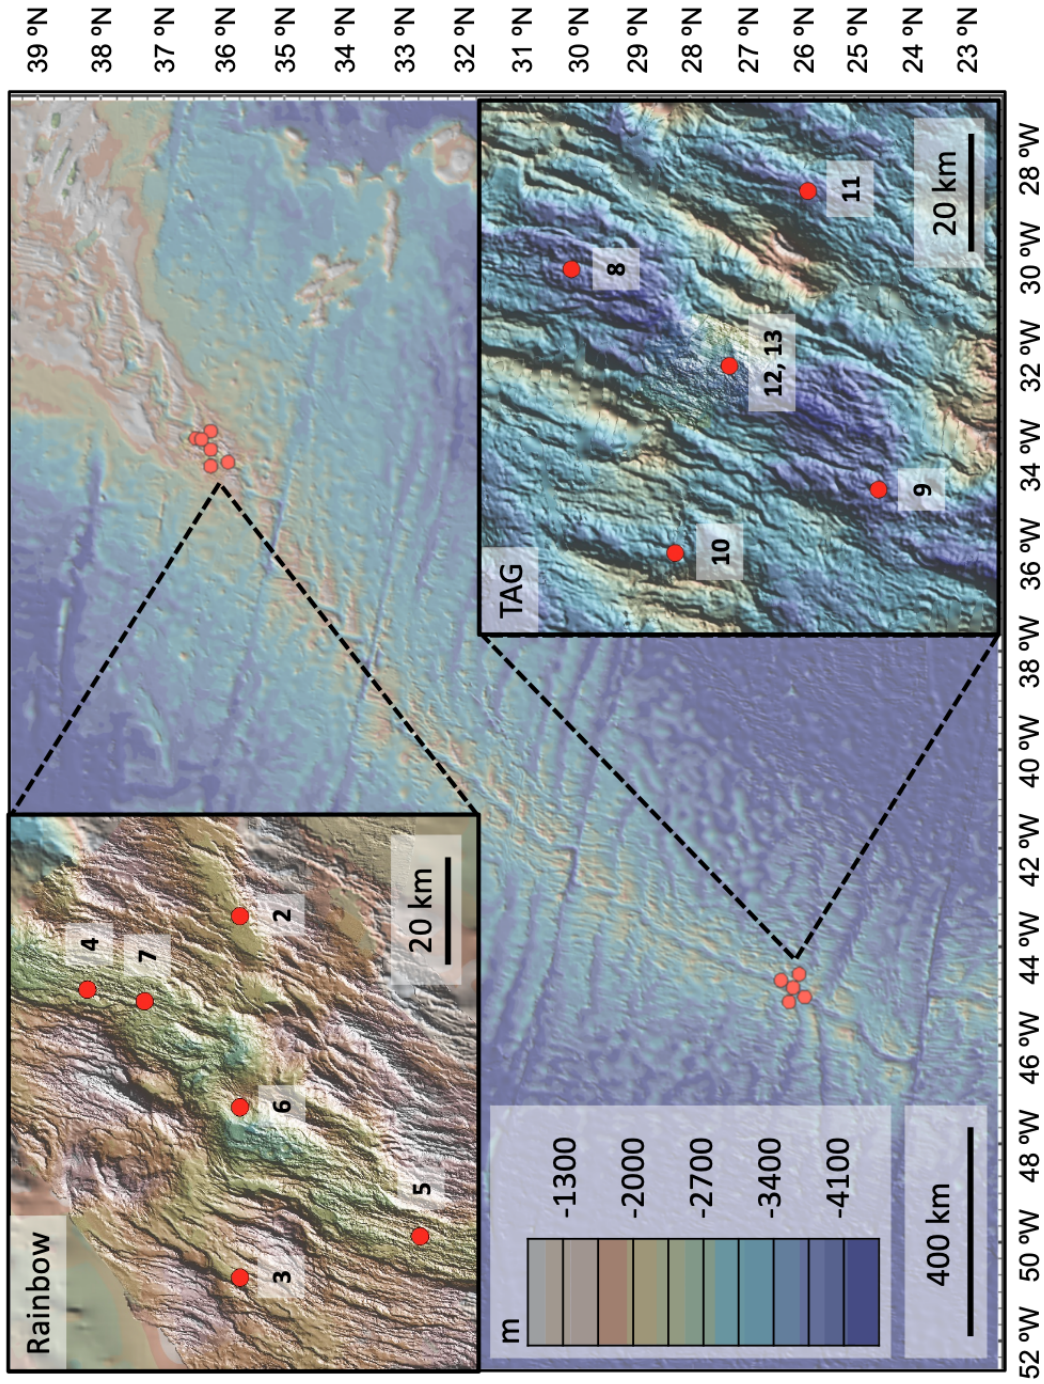 39 °N
38 °N
37 °N
36 °N
35 °N
34 °N
33 °N
32 °N
31 °N
30 °N
29 °N
28 °N
27 °N
26 °N
25 °N
24 °N
23 °N
Rainbow
4
7
2
6
5
3
20 km
TAG
8
11
12, 13
10
9
20 km
m
-1300
-2000
-2700
-3400
-4100
400 km
52 °W
50 °W
48 °W
46 °W
44 °W
42 °W
40 °W
38 °W
36 °W
34 °W
32 °W
30 °W
28 °W